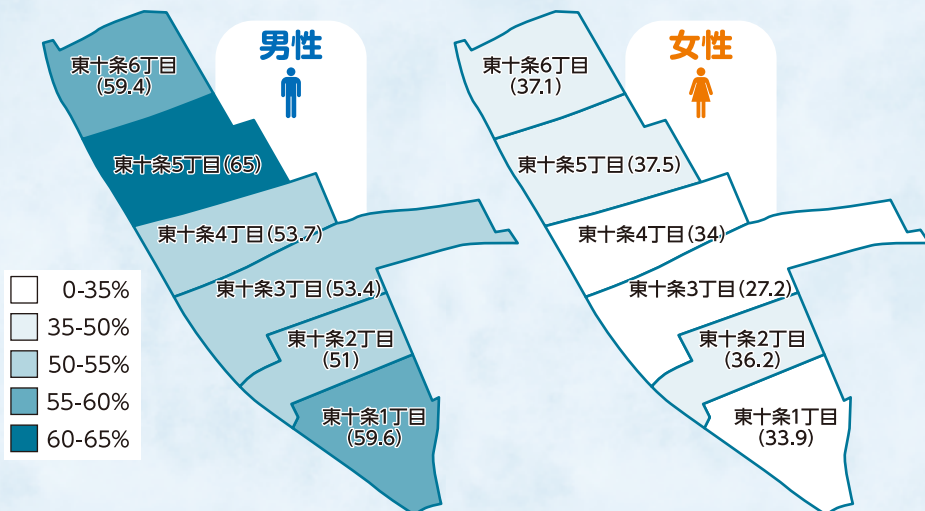 男性
東十条6丁目
(59.4)
東十条5丁目(65)
東十条4丁目(53.7)
東十条3丁目(53.4)
東十条2丁目
(51)
東十条1丁目
(59.6)
女性
東十条6丁目
(37.1)
東十条5丁目(37.5)
東十条4丁目(34)
東十条3丁目(27.2)
東十条2丁目
(36.2)
東十条1丁目
(33.9)
0-35%
35-50%
50-55%
55-60%
60-65%